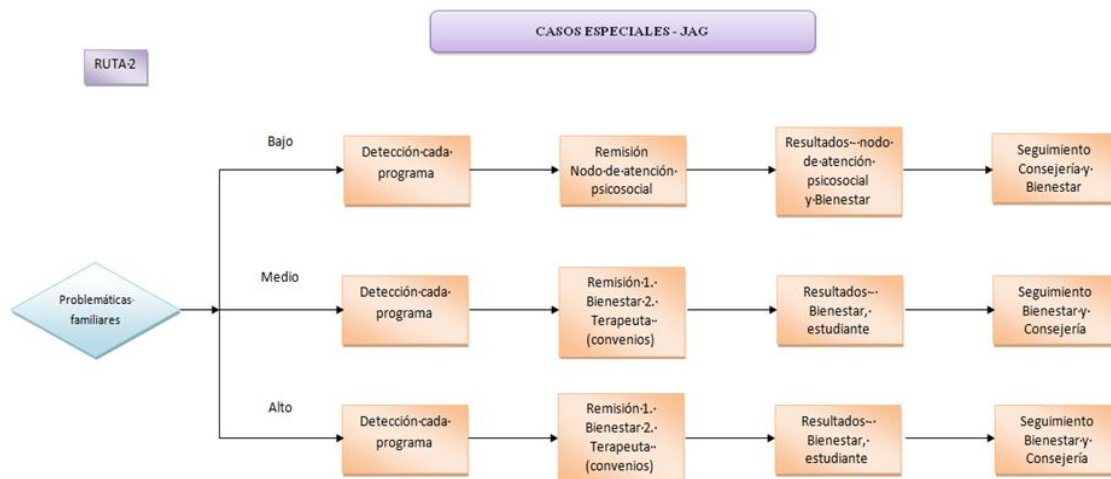 CASOS ESPECIALES - JAG
RUTA·2
Bajo
Detección·cada·
programa
Remisión
Nodo·de·atención·
psicosocial
Resultados-·nodo·
de·atención·
psicosocial
y·Bienestar
Seguimiento
Consejería·y·
Bienestar
Problemáticas·
familiares
Medio
Detección·cada·
programa
Remisión·1.·
Bienestar·2.·
Terapeuta-
(convenios)
Resultados-·
Bienestar,·
estudiante
Seguimiento
Bienestar·y·
Consejería
Alto
Detección·cada·
programa
Remisión·1.·
Bienestar·2.·
Terapeuta-
(convenios)
Resultados-·
Bienestar,·
estudiante
Seguimiento
Bienestar·y·
Consejería